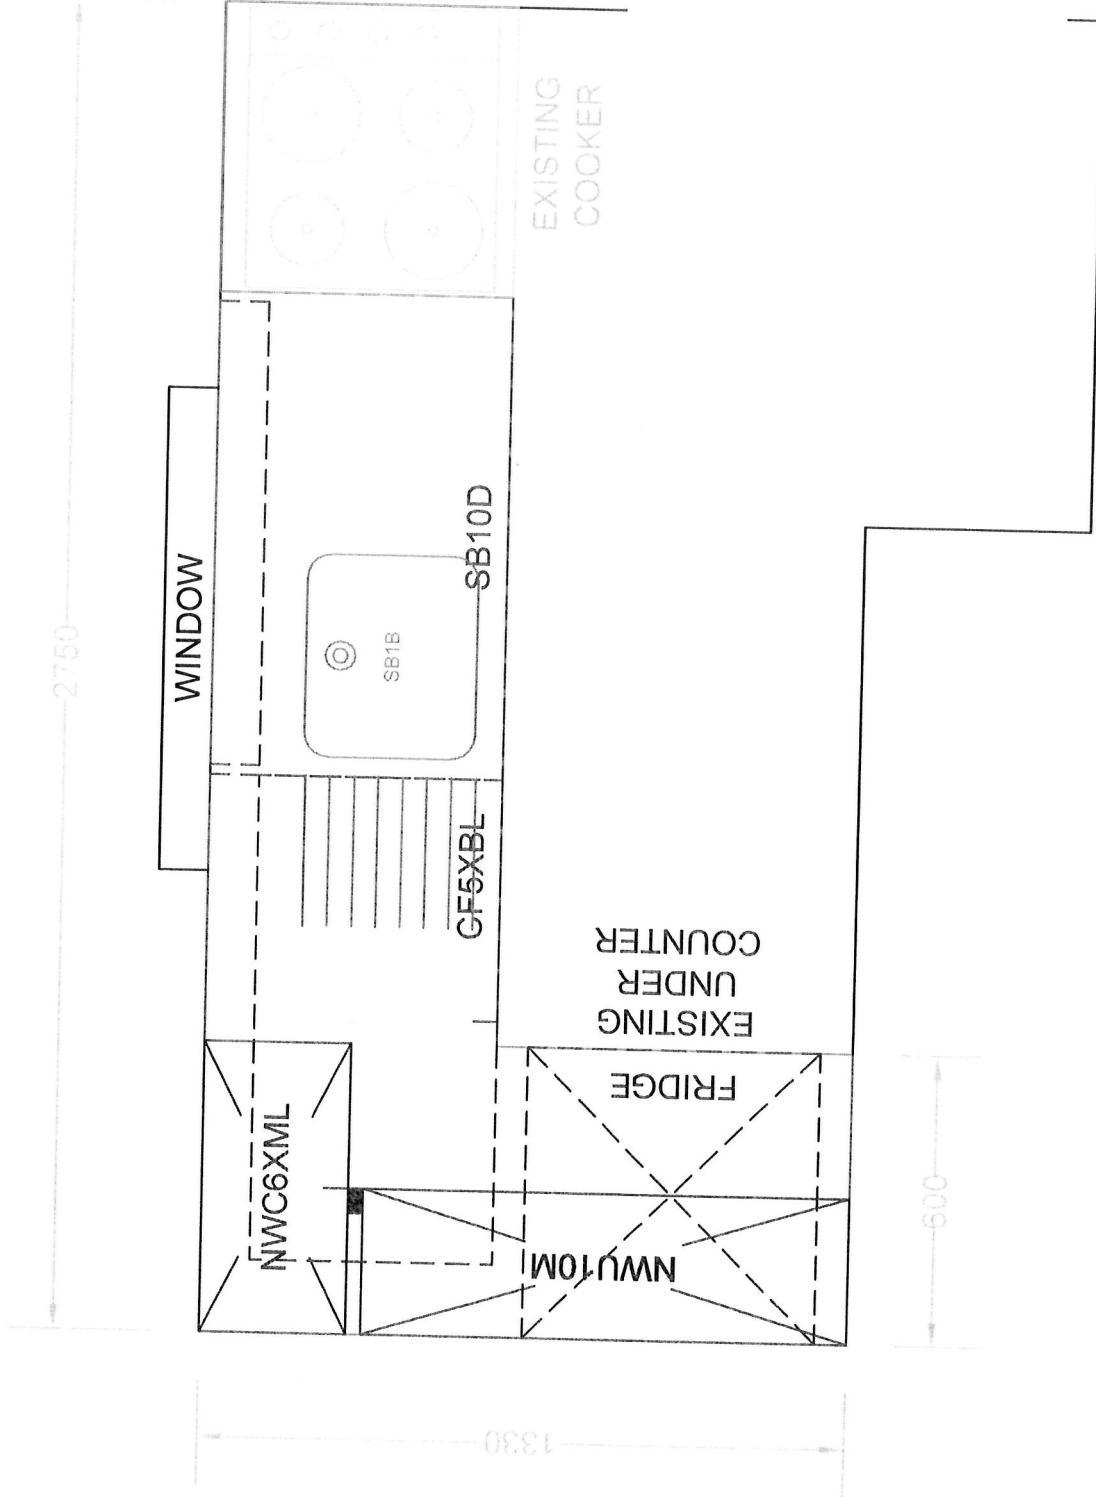 EXISTING
COOKER
2750
WINDOW
SB10D
SB1B
GF5XBL
EXISTING
UNDER
COUNTER
FRIDGE
NWC6XML
NWU10M
600
1330